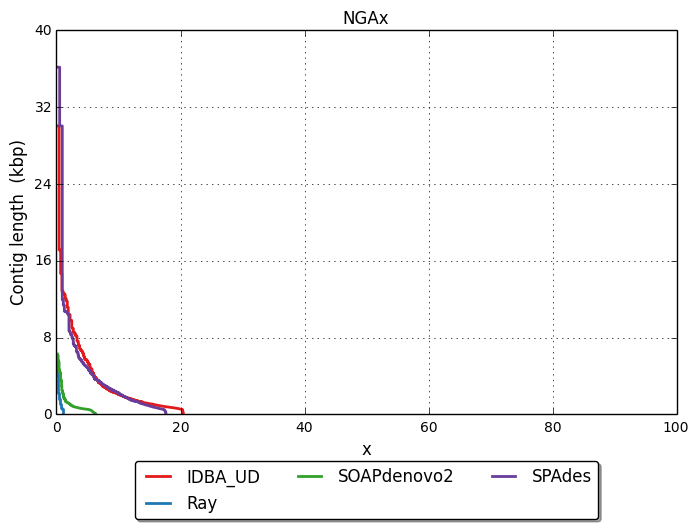 NGAx
40
32
24
16
8
0
Contig length (kbp)
0 20 40 60 80 100
x
IDBA_UD SOAPdenovo2 SPAdes
Ray